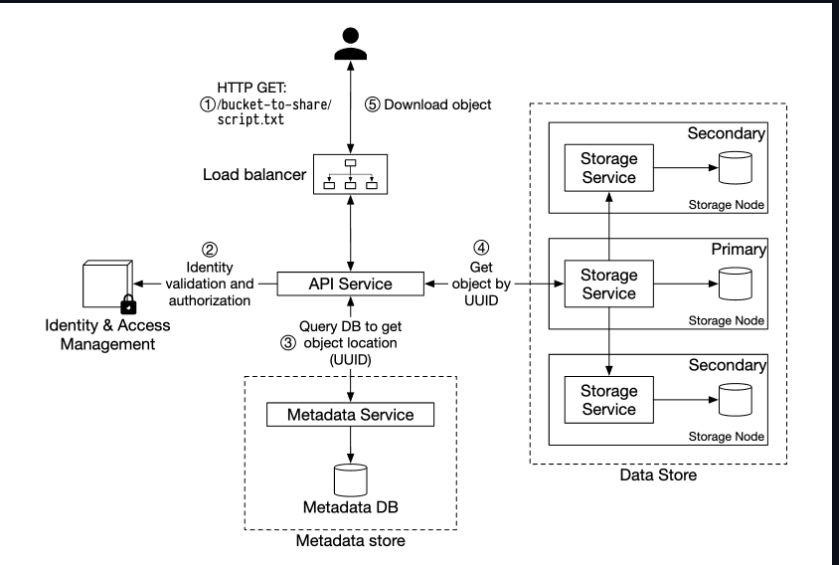 HTTP GET:
①/bucket-to-share/
script.txt
⑤ Download object
Load balancer
②
Identity
validation and
authorization
Identity & Access
Management
API Service
④
Get
object by
UUID
Query DB to get
③ object location
(UUID)
Metadata Service
Metadata DB
Metadata store
Secondary
Storage
Service
Storage Node
Primary
Storage
Service
Storage Node
Secondary
Storage
Service
Storage Node
Data Store